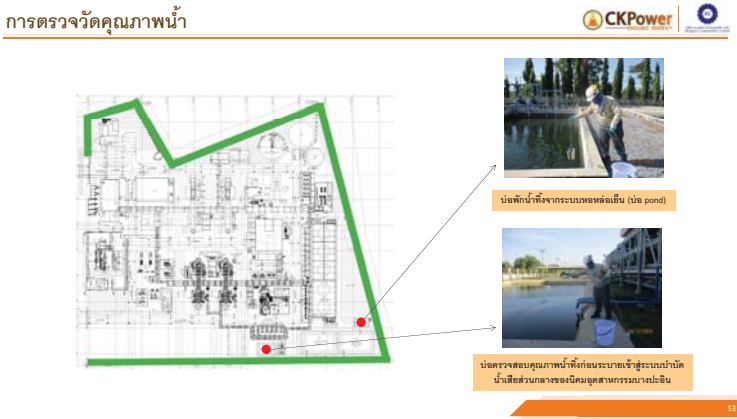 การตรวจวัดคุณภาพน้ำ
CKPower
บ่อพักน้ำทิ้งจากระบบหอหล่อเย็น (บ่อ pond)
บ่อตรวจสอบคุณภาพน้ำทิ้งก่อนระบายเข้าสู่ระบบบำบัด
น้ำเสียส่วนกลางของนิคมอุตสาหกรรมบางปะอิน
53